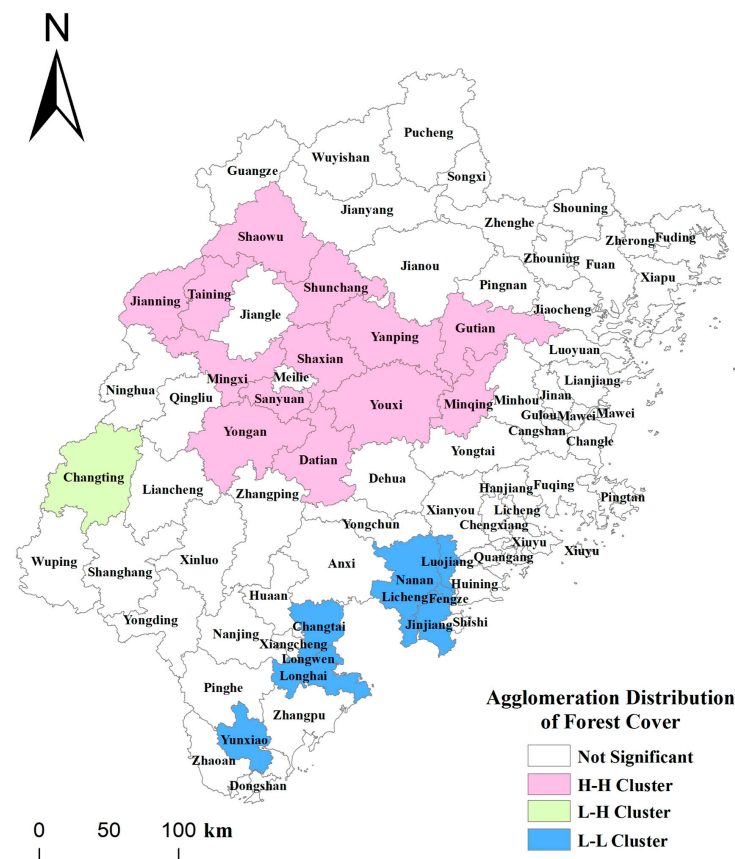 N
Pucheng
Wuyishan
Guangze
Songxi
Jianyang
Shouning
Zhenghe
Shaowu
Zherong Fuding
Zhouning
Fuan
Jianou
Xiapu
Shunchang
Pingnan
Taining
Jianning
Jiangle
Jiaocheng
Gutian
Yanping
Luoyuan
Shaxian
Meilie
Mingxi
Lianjiang
Ninghua
Qingliu
Sanyuan
Youxi
Minqing
Minhou
Jinan
Gulou
Mawei
Mawei
Yongan
Cangshan
Changle
Yongtai
Datian
Changting
Dehua
Liancheng
Zhangping
Hanjiang
Fuqing
Pingtan
Xianyou
Licheng
Yongchun
Chengxiang
Xiuyu
Xiuyu
Wuping
Xinluo
Anxi
Luojiang
Quangang
Shanghang
Nanan
Huining
Huaan
Licheng
Fengze
Yongding
Changtai
Jinjiang
Shishi
Nanjing
Xiangcheng
Longwen
Longhai
Pinghe
Zhangpu
Yunxiao
Zhaoan
Dongshan
Agglomeration Distribution
of Forest Cover
Not Significant
H-H Cluster
L-H Cluster
L-L Cluster
0 50 100 km